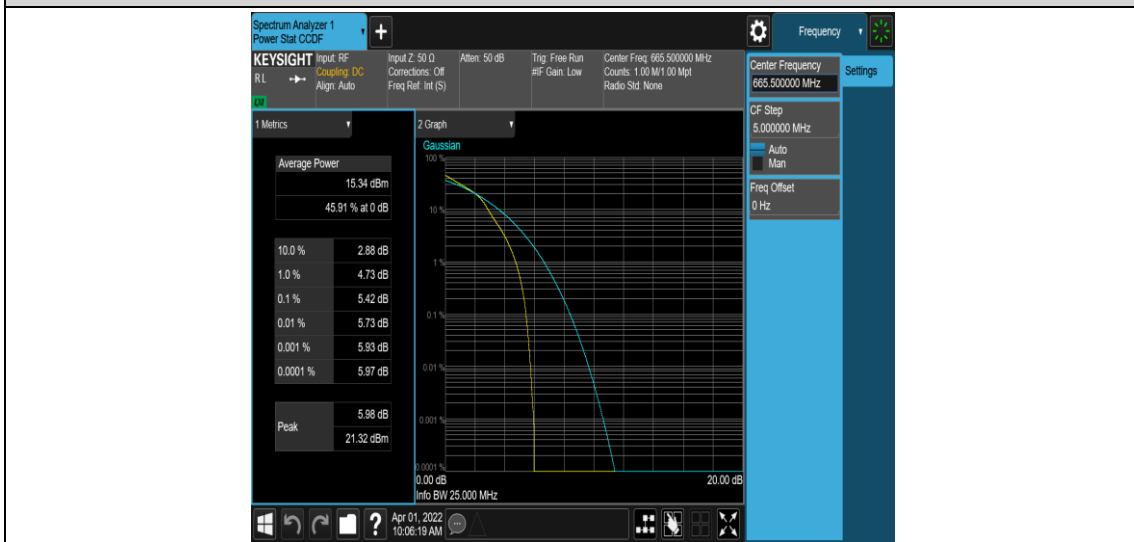 Spectrum Analyzer 1
Power Stat CCDF
+
Frequency
KEYSIGHT
RL
LXI
Input: RF
Coupling: DC
Align: Auto
Input Z: 50 Ω
Corrections: Off
Freq Ref: Int (S)
Atten: 50 dB
Trig: Free Run
#IF Gain: Low
Center Freq: 665.500000 MHz
Counts: 1.00 M/1.00 Mpt
Radio Std: None
Center Frequency
665.500000 MHz
Settings
CF Step
5.000000 MHz
Auto
Man
Freq Offset
0 Hz
1 Metrics
Average Power
15.34 dBm
45.91 % at 0 dB
10.0 % 2.88 dB
1.0 % 4.73 dB
0.1 % 5.42 dB
0.01 % 5.73 dB
0.001 % 5.93 dB
0.0001 % 5.97 dB
Peak
5.98 dB
21.32 dBm
2 Graph
Gaussian
100 %
10 %
1 %
0.1 %
0.01 %
0.001 %
0.0001 %
0.00 dB 20.00 dB
Info BW 25.000 MHz
?
Apr 01, 2022
10:06:19 AM